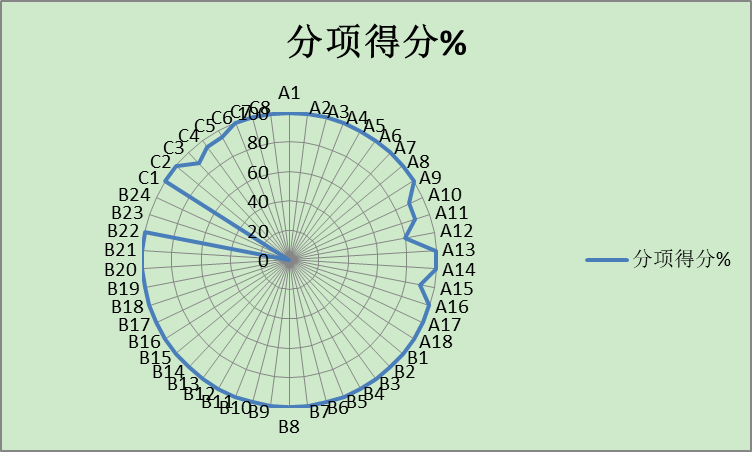 分项得分%
A1
A2
A3
A4
A5
A6
A7
A8
A9
A10
A11
A12
A13
A14
A15
A16
A17
A18
B1
B2
B3
B4
B5
B6
B7
B8
B9
B10
B11
B12
B13
B14
B15
B16
B17
B18
B19
B20
B21
B22
B23
B24
C1
C2
C3
C4
C5
C6
C7
C8
100
80
60
40
20
0
分项得分%